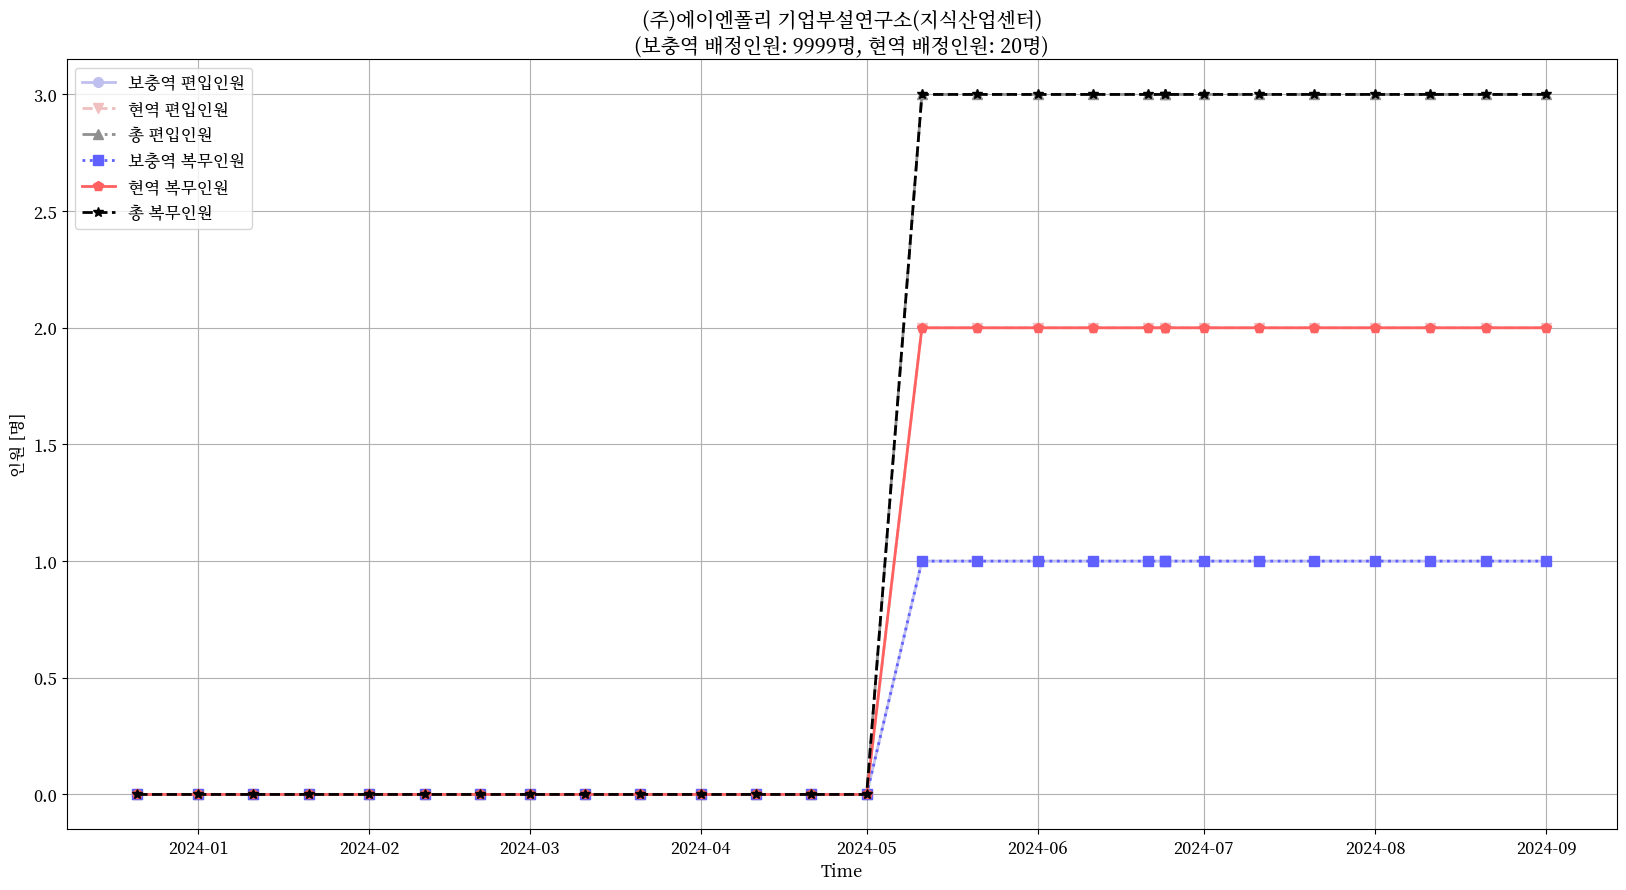 (주)에이엔폴리 기업부설연구소(지식산업센터)
(보충역 배정인원: 9999명, 현역 배정인원: 20명)
보충역 편입인원
현역 편입인원
총 편입인원
보충역 복무인원
현역 복무인원
총 복무인원
인원 [명]
3.0
2.5
2.0
1.5
1.0
0.5
0.0
2024-01
2024-02
2024-03
2024-04
2024-05
2024-06
2024-07
2024-08
2024-09
Time